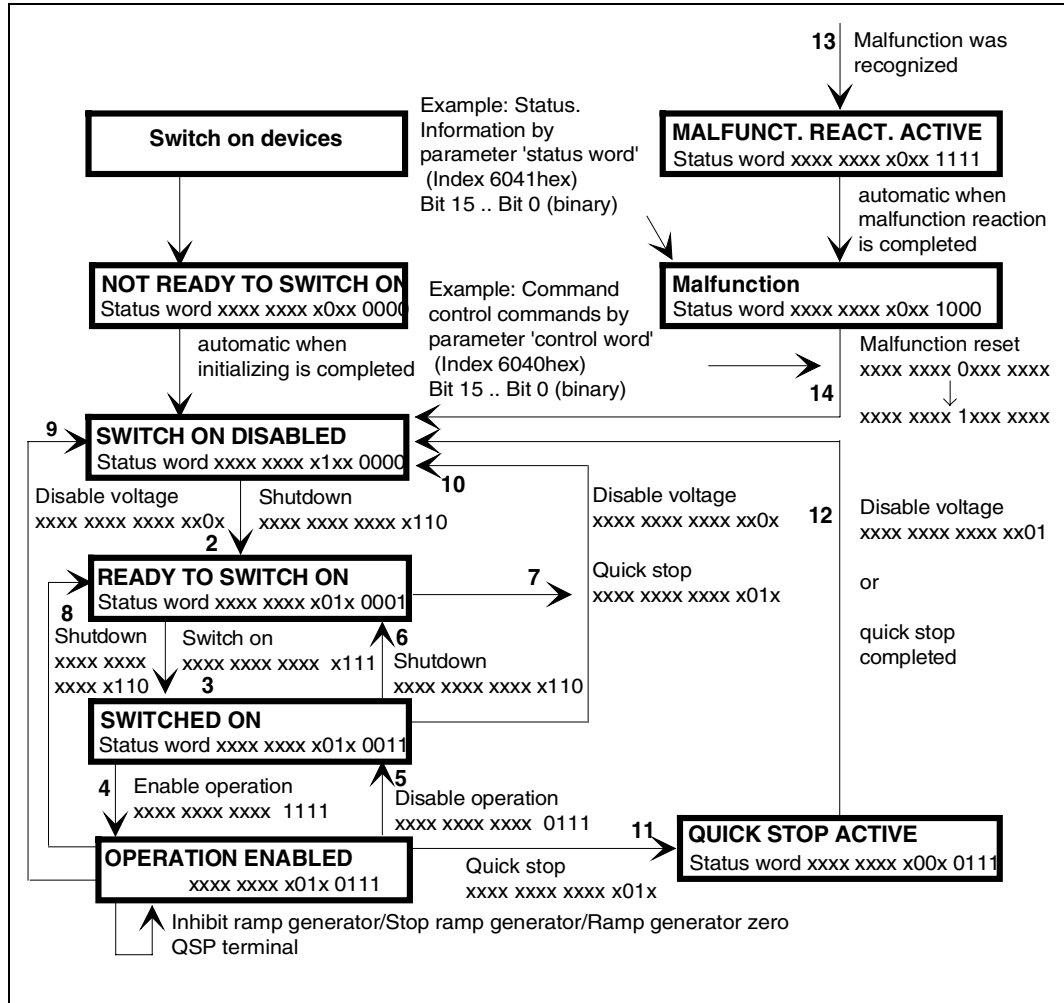 13
Malfunction was
recognized
Switch on devices
Example: Status.
Information by
parameter 'status word'
(Index 6041hex)
Bit 15 .. Bit 0 (binary)
MALFUNCT. REACT. ACTIVE
Status word xxxx xxxx x0xx 1111
automatic when
malfunction reaction
is completed
NOT READY TO SWITCH ON
Status word xxxx xxxx x0xx 0000
Malfunction
Status word xxxx xxxx x0xx 1000
automatic when
initializing is completed
Example: Command
control commands by
parameter 'control word'
(Index 6040hex)
Bit 15 .. Bit 0 (binary)
Malfunction reset
xxxx xxxx 0xxx xxxx
xxxx xxxx 1xxx xxxx
14
9
SWITCH ON DISABLED
Status word xxxx xxxx x1xx 0000
10
Disable voltage
xxxx xxxx xxxx xx0x
Shutdown
xxxx xxxx xxxx x110
2
Disable voltage
xxxx xxxx xxxx xx0x
12
Disable voltage
xxxx xxxx xxxx xx01
or
quick stop
completed
READY TO SWITCH ON
Status word xxxx xxxx x01x 0001
7
Quick stop
xxxx xxxx xxxx x01x
8
Shutdown
xxxx xxxx
xxxx x110
Switch on
xxxx xxxx xxxx x111
3
6
Shutdown
xxxx xxxx xxxx x110
SWITCHED ON
Status word xxxx xxxx x01x 0011
4
Enable operation
xxxx xxxx xxxx 1111
5
Disable operation
xxxx xxxx xxxx 0111
11
OPERATION ENABLED
xxxx xxxx x01x 0111
Quick stop
xxxx xxxx xxxx x01x
QUICK STOP ACTIVE
Status word xxxx xxxx x00x 0111
Inhibit ramp generator/Stop ramp generator/Ramp generator zero
QSP terminal